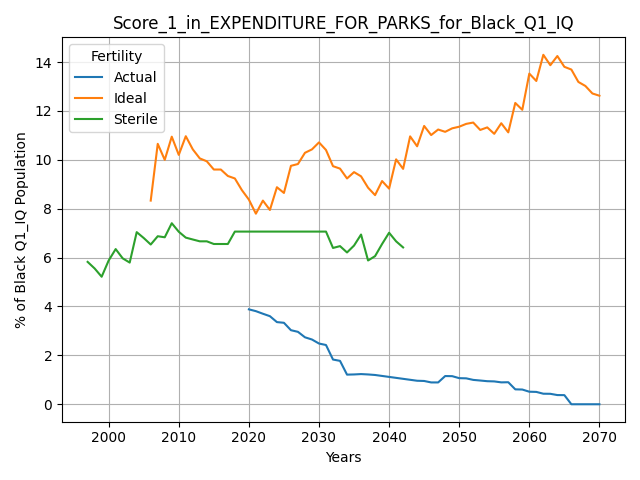 Score_1_in_EXPENDITURE_FOR_PARKS_for_Black_Q1_IQ
Fertility
Actual
Ideal
Sterile
% of Black Q1_IQ Population
14
12
10
8
6
4
2
0
2000 2010 2020 2030 2040 2050 2060 2070
Years